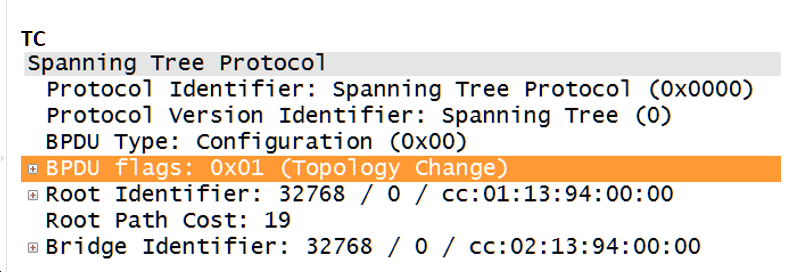 TC
Spanning Tree Protocol
Protocol Identifier: Spanning Tree Protocol (0x0000)
Protocol Version Identifier: Spanning Tree (0)
BPDU Type: Configuration (0x00)
BPDU flags: 0x01 (Topology Change)
Root Identifier: 32768 / 0 / cc:01:13:94:00:00
Root Path Cost: 19
Bridge Identifier: 32768 / 0 / cc:02:13:94:00:00